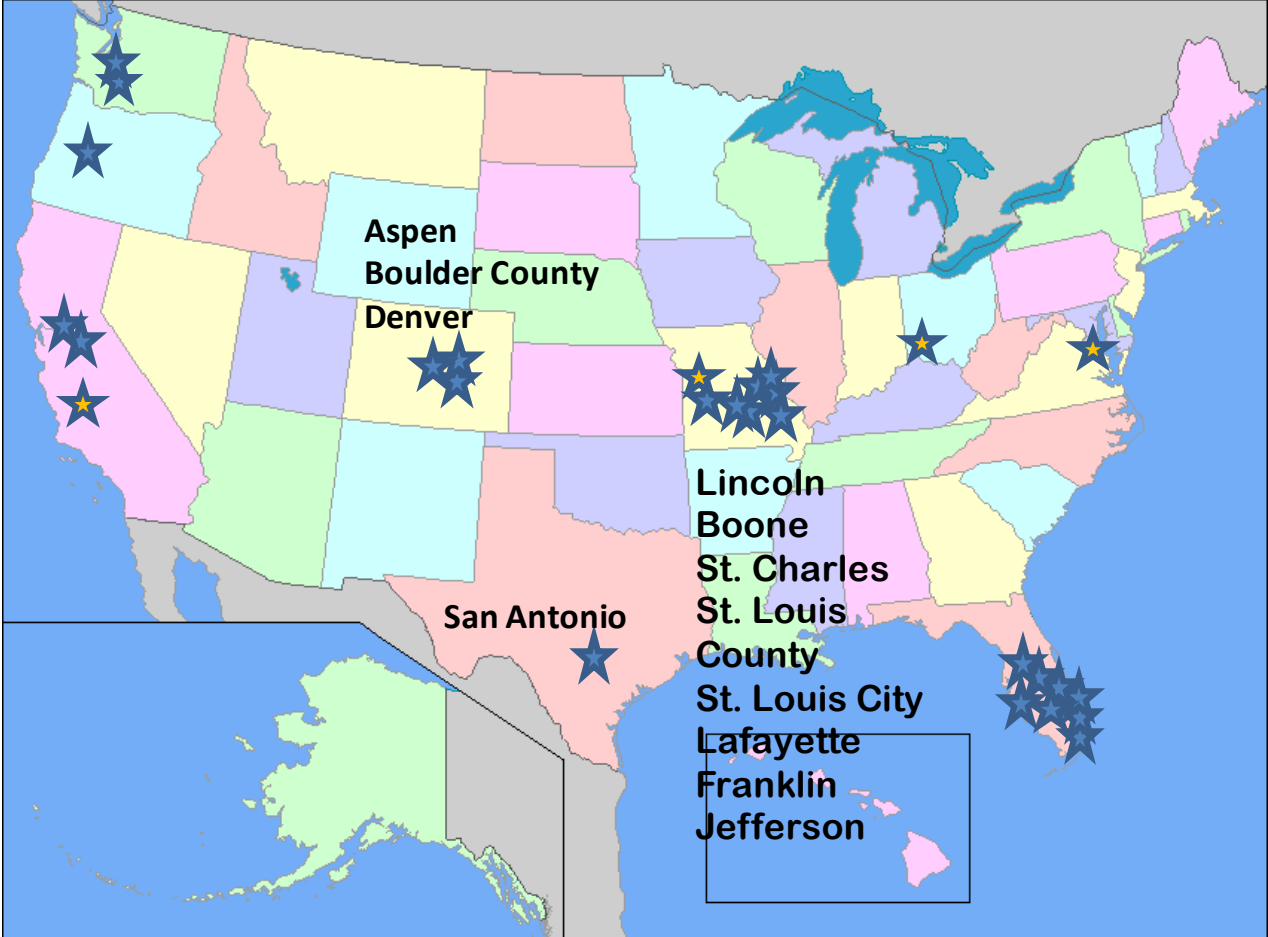 Aspen
Boulder County
Denver
Lincoln
Boone
St. Charles
St. Louis
County
St. Louis City
Lafayette
Franklin
Jefferson
San Antonio